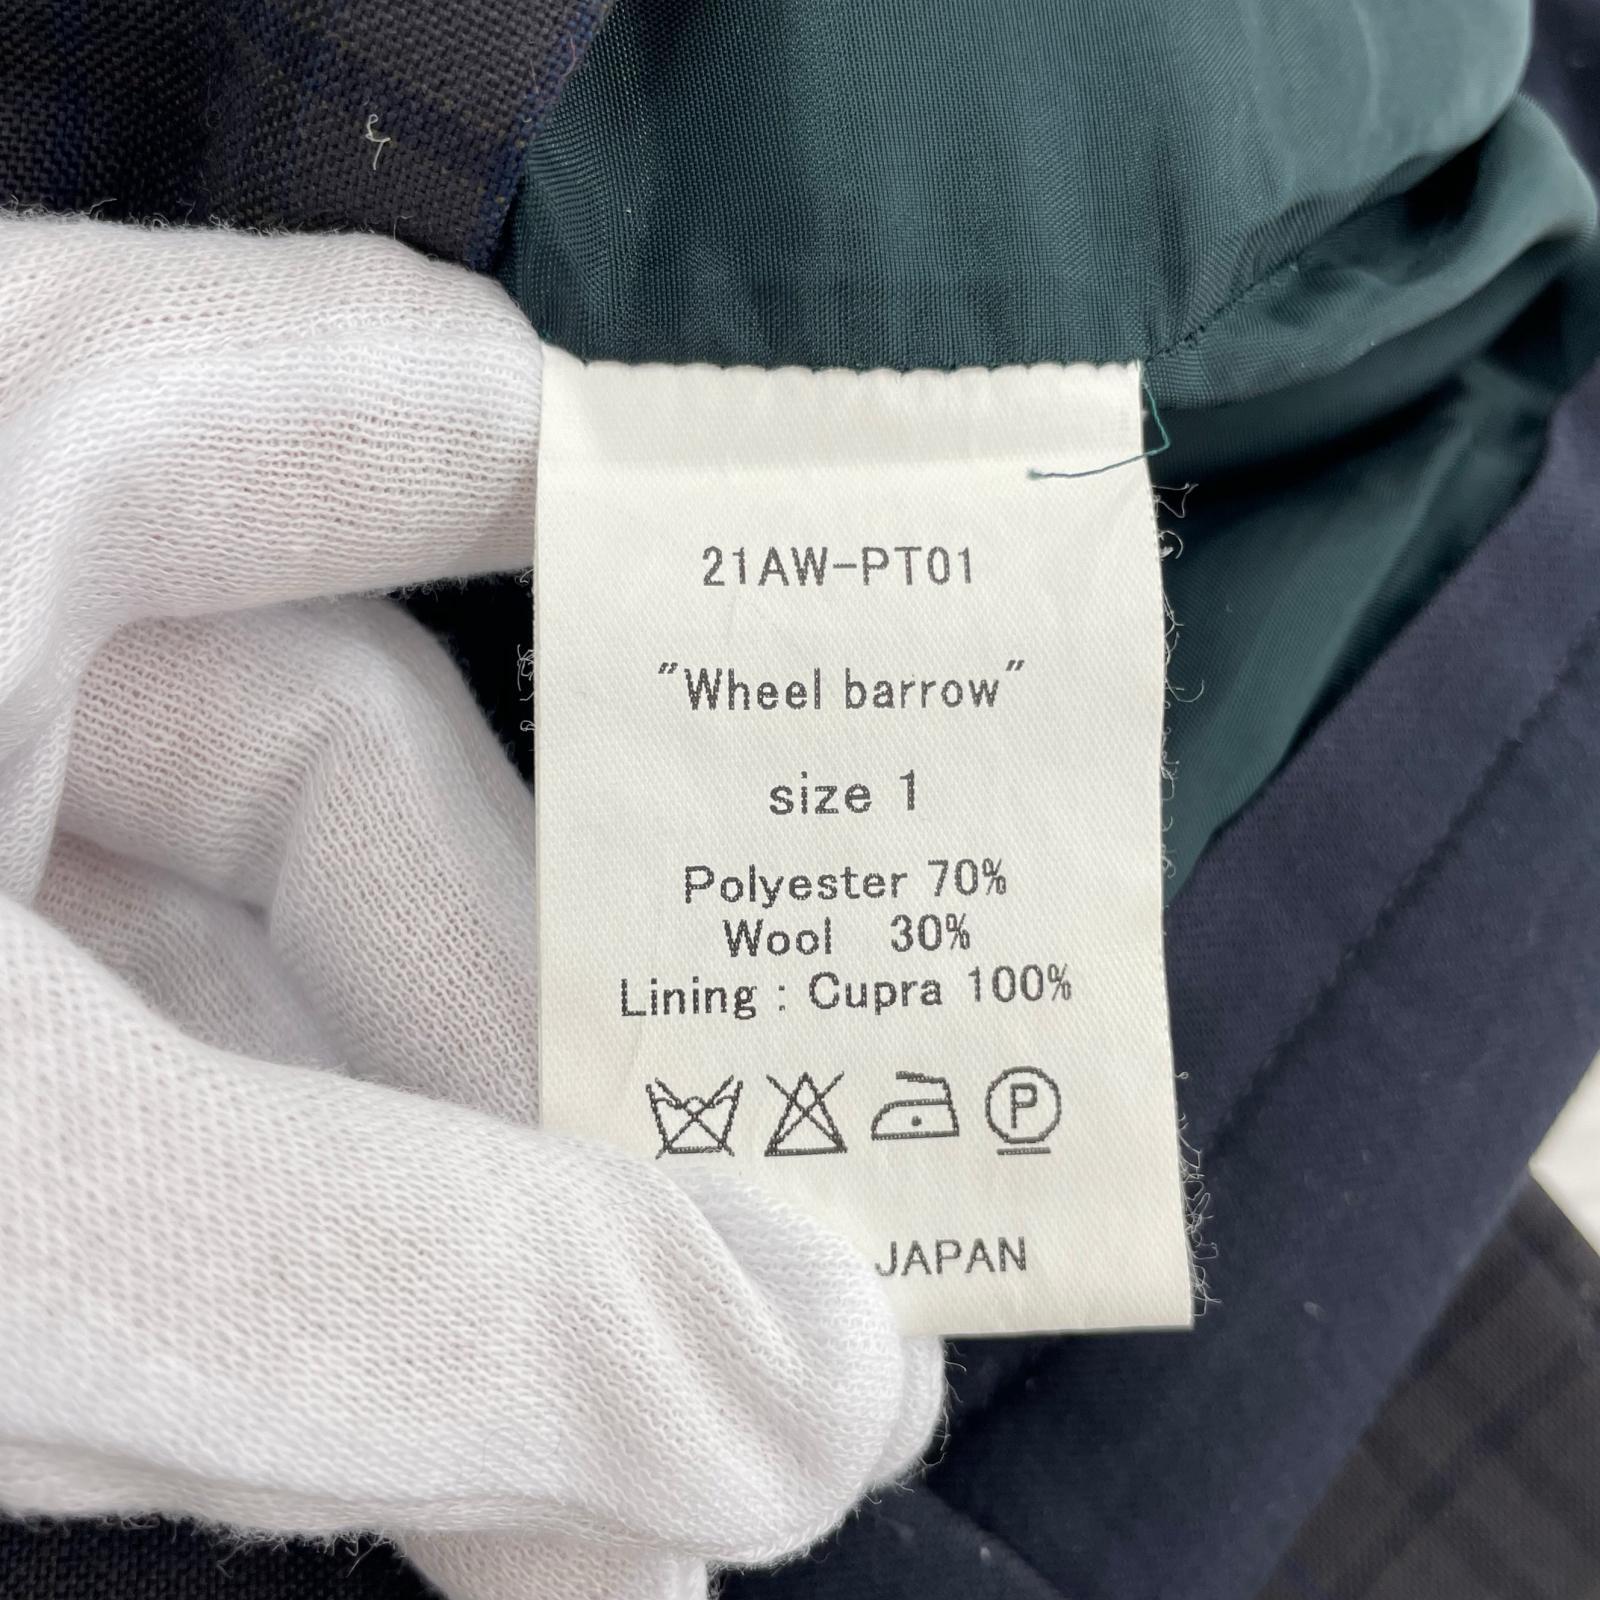 21AW-PT01
"Wheel barrow"
size 1
Polyester 70%
Wool 30%
Lining : Cupra 100%
P
JAPAN